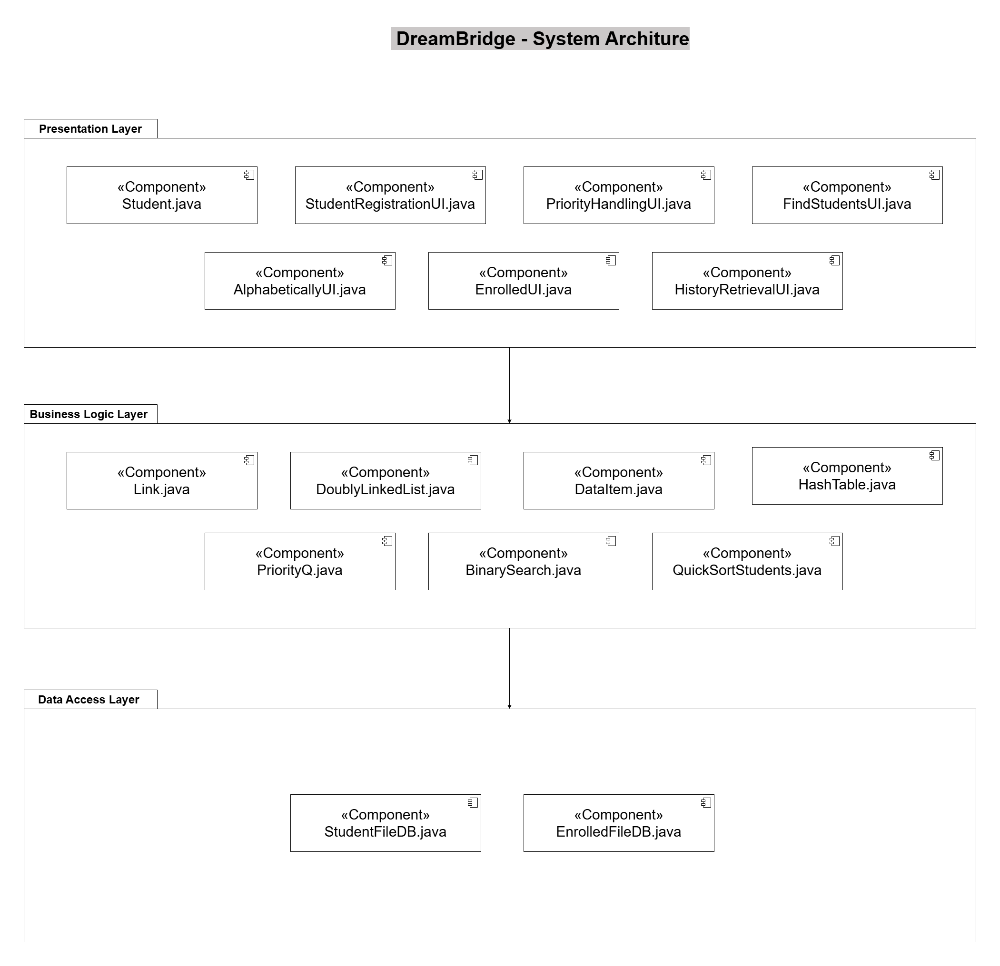 DreamBridge - System Architure
Presentation Layer
«Component»
Student.java
«Component»
StudentRegistrationUI.java
«Component»
PriorityHandlingUI.java
«Component»
FindStudentsUI.java
«Component»
AlphabeticallyUI.java
«Component»
EnrolledUI.java
«Component»
HistoryRetrievalUI.java
Business Logic Layer
«Component»
Link.java
«Component»
DoublyLinkedList.java
«Component»
DataItem.java
«Component»
HashTable.java
«Component»
PriorityQ.java
«Component»
BinarySearch.java
«Component»
QuickSortStudents.java
Data Access Layer
«Component»
StudentFileDB.java
«Component»
EnrolledFileDB.java